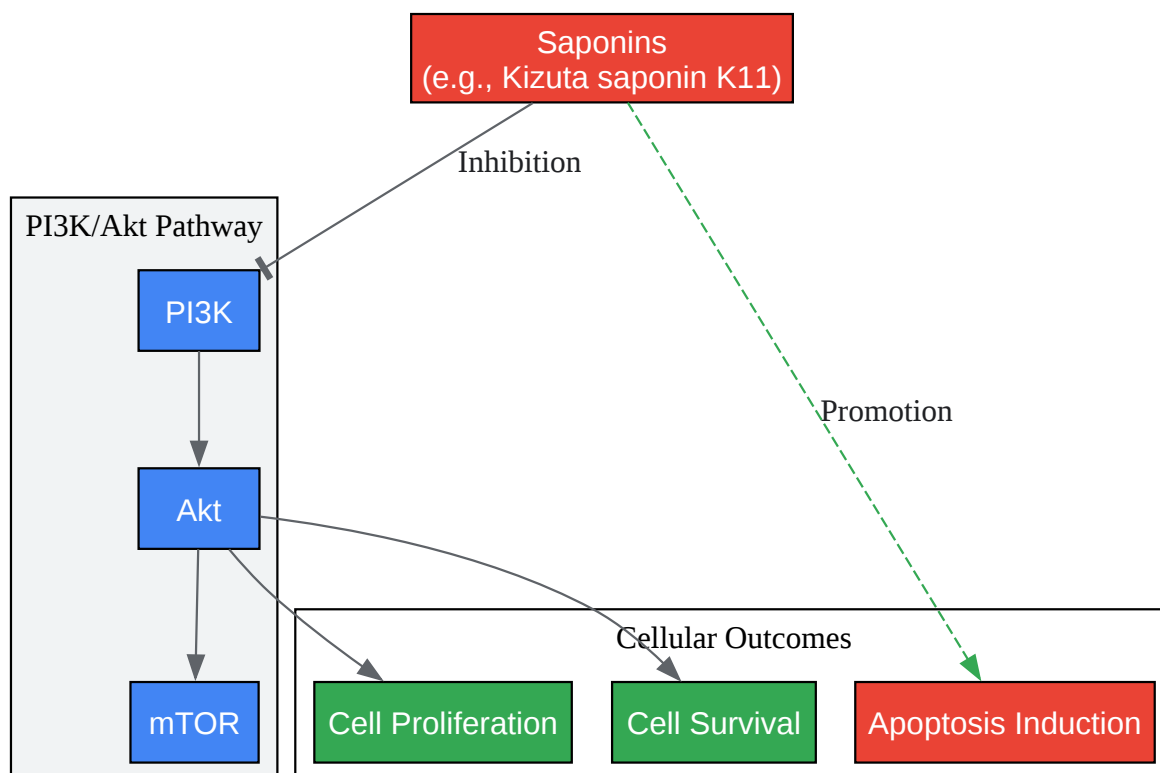 Saponins
(e.g., Kizuta saponin K11)
Inhibition
PI3K/Akt Pathway
PI3K
Promotion
Akt
Cellular Outcomes
mTOR
Cell Proliferation
Cell Survival
Apoptosis Induction